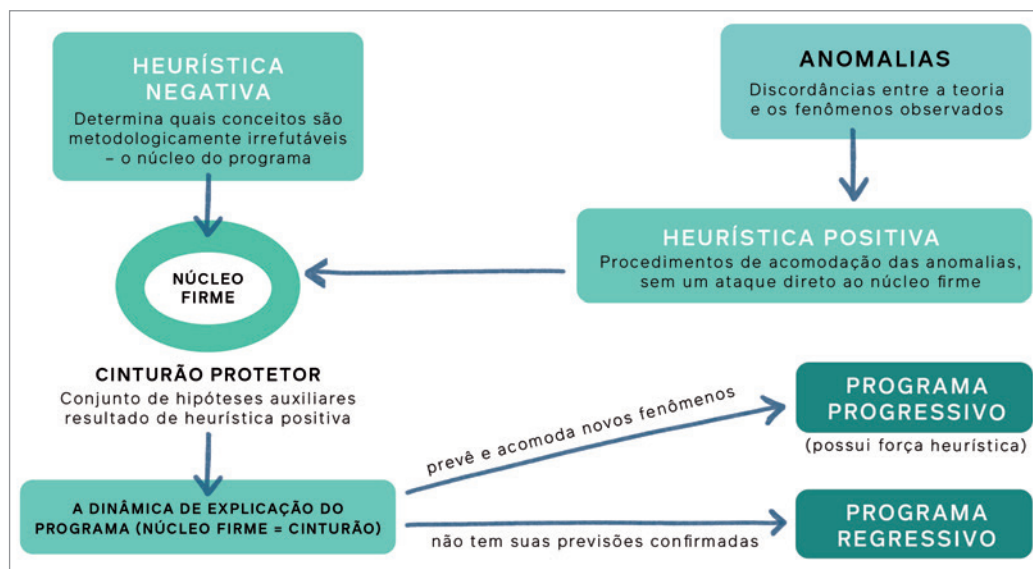 HEURÍSTICA
NEGATIVA
Determina quais conceitos são
metodologicamente irrefutáveis
– o núcleo do programa
ANOMALIAS
Discordâncias entre a teoria
e os fenômenos observados
HEURÍSTICA POSITIVA
Procedimentos de acomodação das anomalias,
sem um ataque direto ao núcleo firme
NÚCLEO
FIRME
CINTURÃO PROTETOR
Conjunto de hipóteses auxiliares
resultado de heurística positiva
A DINÂMICA DE EXPLICAÇÃO DO
PROGRAMA (NÚCLEO FIRME = CINTURÃO)
prevê e acomoda novos fenômenos
PROGRAMA
PROGRESSIVO
(possui força heurística)
não tem suas previsões confirmadas
PROGRAMA
REGRESSIVO